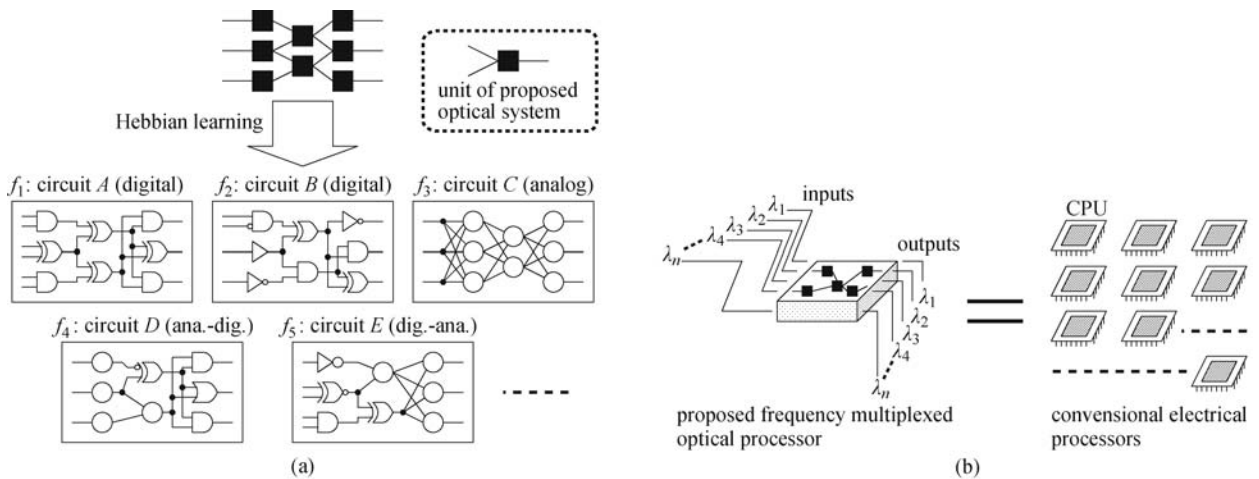 unit of proposed
optical system
Hebbian learning
f1: circuit A (digital)
f2: circuit B (digital)
f3: circuit C (analog)
f4: circuit D (ana.-dig.)
f5: circuit E (dig.-ana.)
(a)
inputs
λ1
λ2
λ3
λ4
λn
outputs
λ1
λ2
λ3
λ4
λn
proposed frequency multiplexed
optical processor
CPU
convensional electrical
processors
(b)